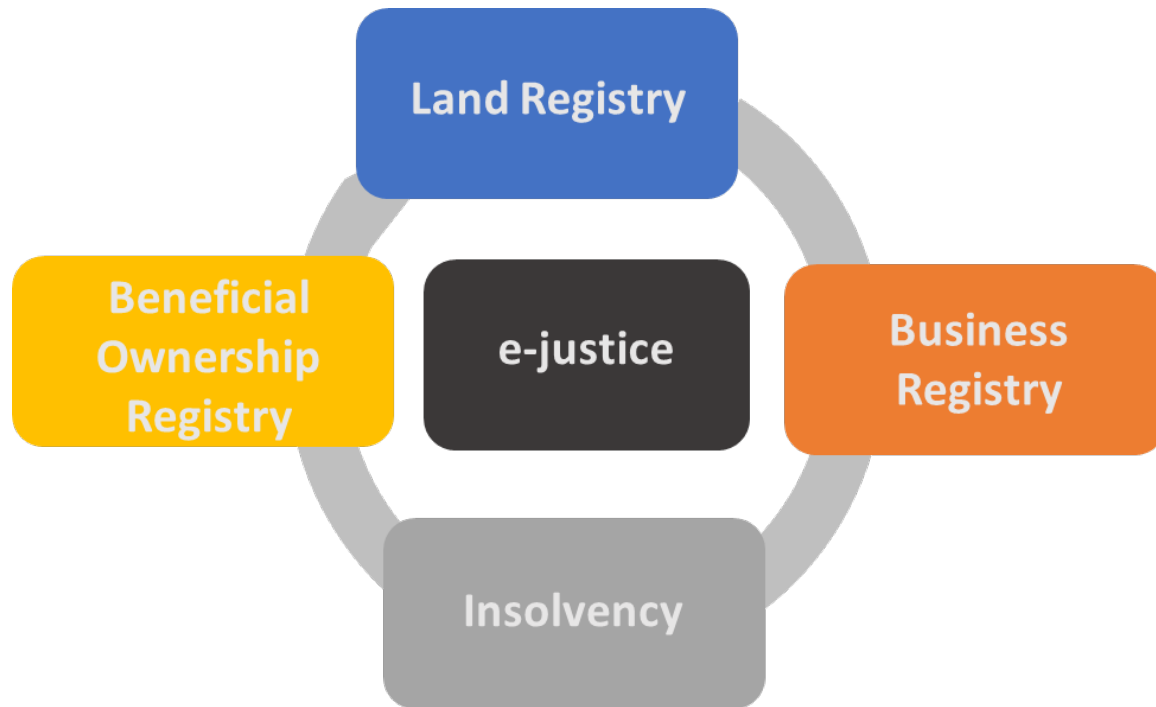 Land Registry
Beneficial
Ownership
Registry
e-justice
Business
Registry
Insolvency